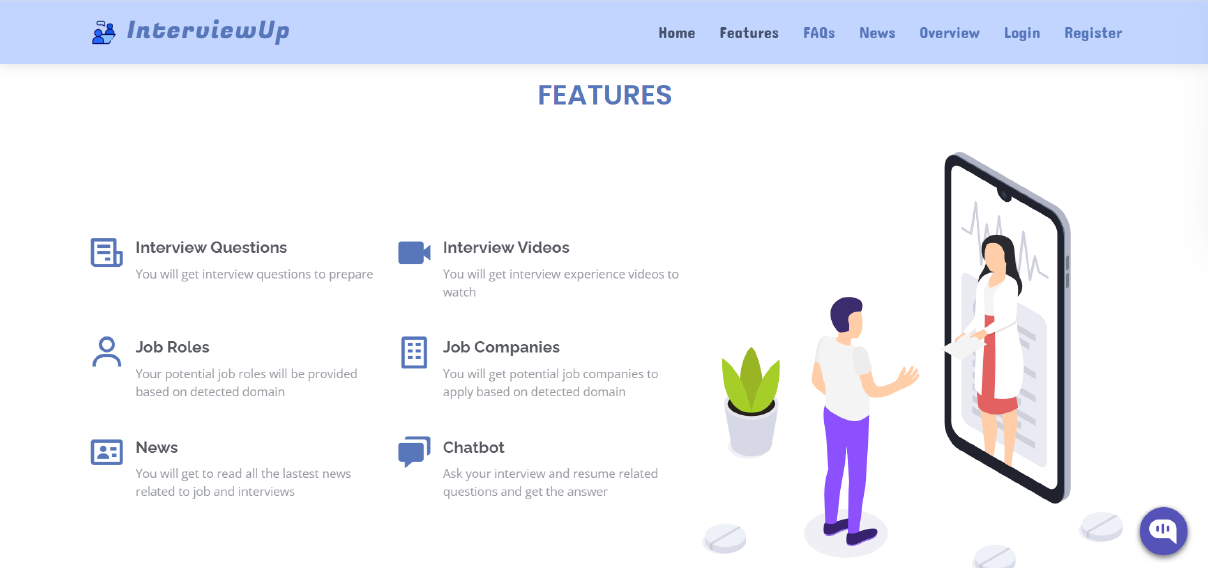 InterviewUp
Home Features FAQs News Overview Login Register
FEATURES
Interview Questions
You will get interview questions to prepare
Interview Videos
You will get interview experience videos to
watch
Job Roles
Your potential job roles will be provided
based on detected domain
Job Companies
You will get potential job companies to
apply based on detected domain
News
You will get to read all the lastest news
related to job and interviews
Chatbot
Ask your interview and resume related
questions and get the answer